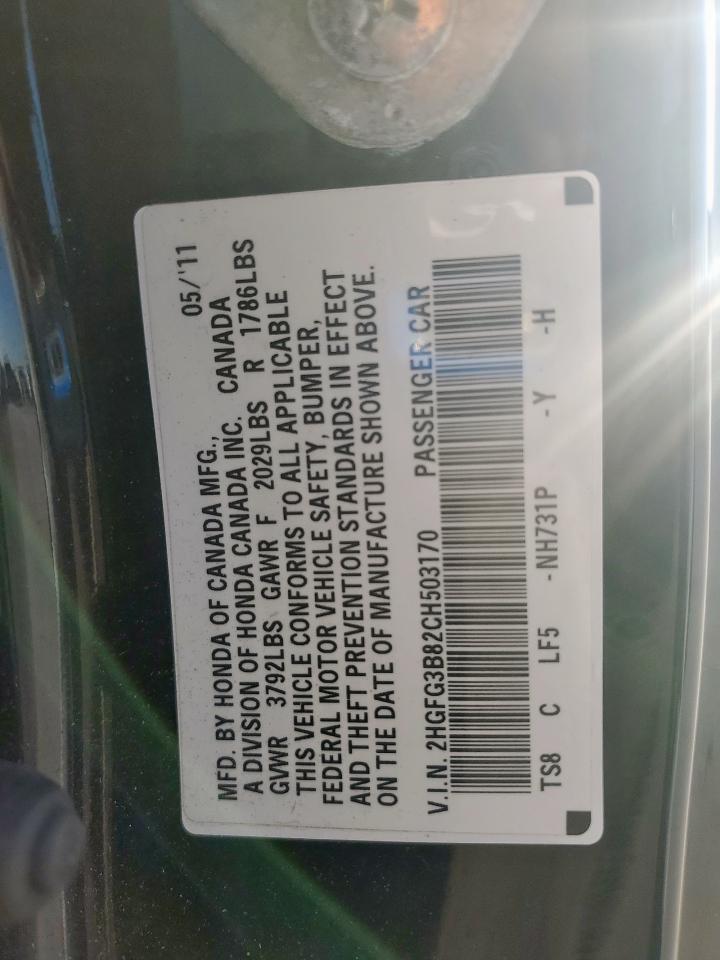 MFD. BY HONDA OF CANADA MFG., 05/'11
A DIVISION OF HONDA CANADA INC. CANADA
GVWR 3792LBS GAWR F 2029LBS R 1786LBS
THIS VEHICLE CONFORMS TO ALL APPLICABLE
FEDERAL MOTOR VEHICLE SAFETY, BUMPER,
AND THEFT PREVENTION STANDARDS IN EFFECT
ON THE DATE OF MANUFACTURE SHOWN ABOVE.
V.I.N. 2HGFG3B82CH503170 PASSENGER CAR
TS8 C LF5 -NH731P -Y -H